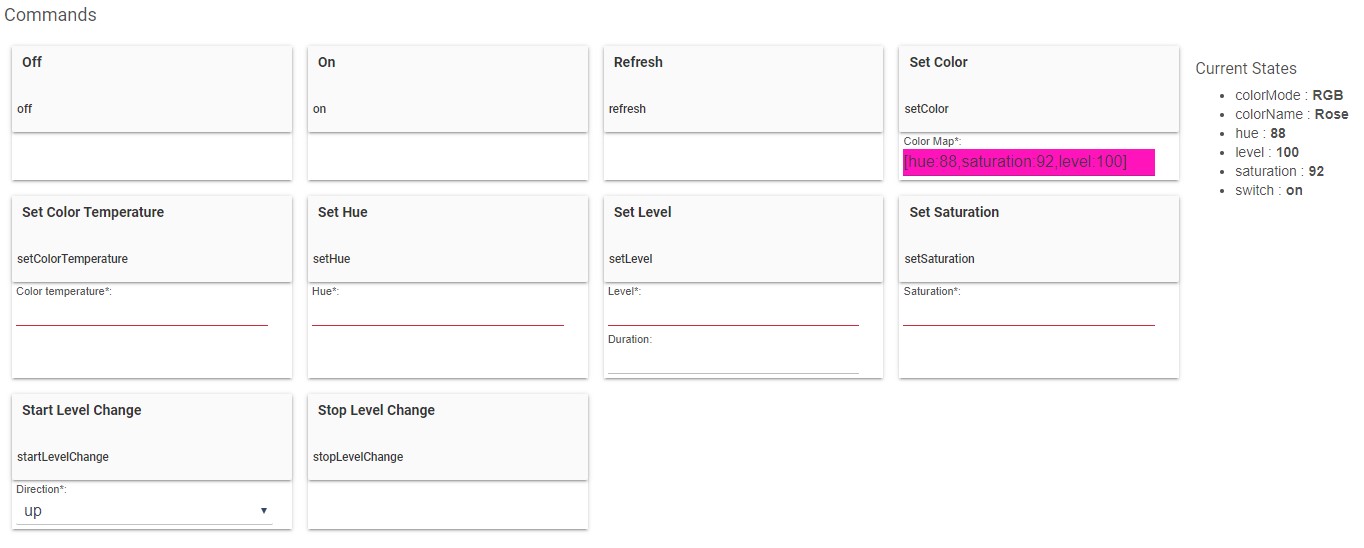 Commands
Off
off
On
on
Refresh
refresh
Set Color
setColor
Color Map*:
[hue:88,saturation:92,level:100]
Set Color Temperature
setColorTemperature
Color temperature*:
Set Hue
setHue
Hue*:
Set Level
setLevel
Level*:
Duration:
Set Saturation
setSaturation
Saturation*:
Start Level Change
startLevelChange
Direction*:
up
Stop Level Change
stopLevelChange
Current States
colorMode : RGB
colorName : Rose
hue : 88
level : 100
saturation : 92
switch : on